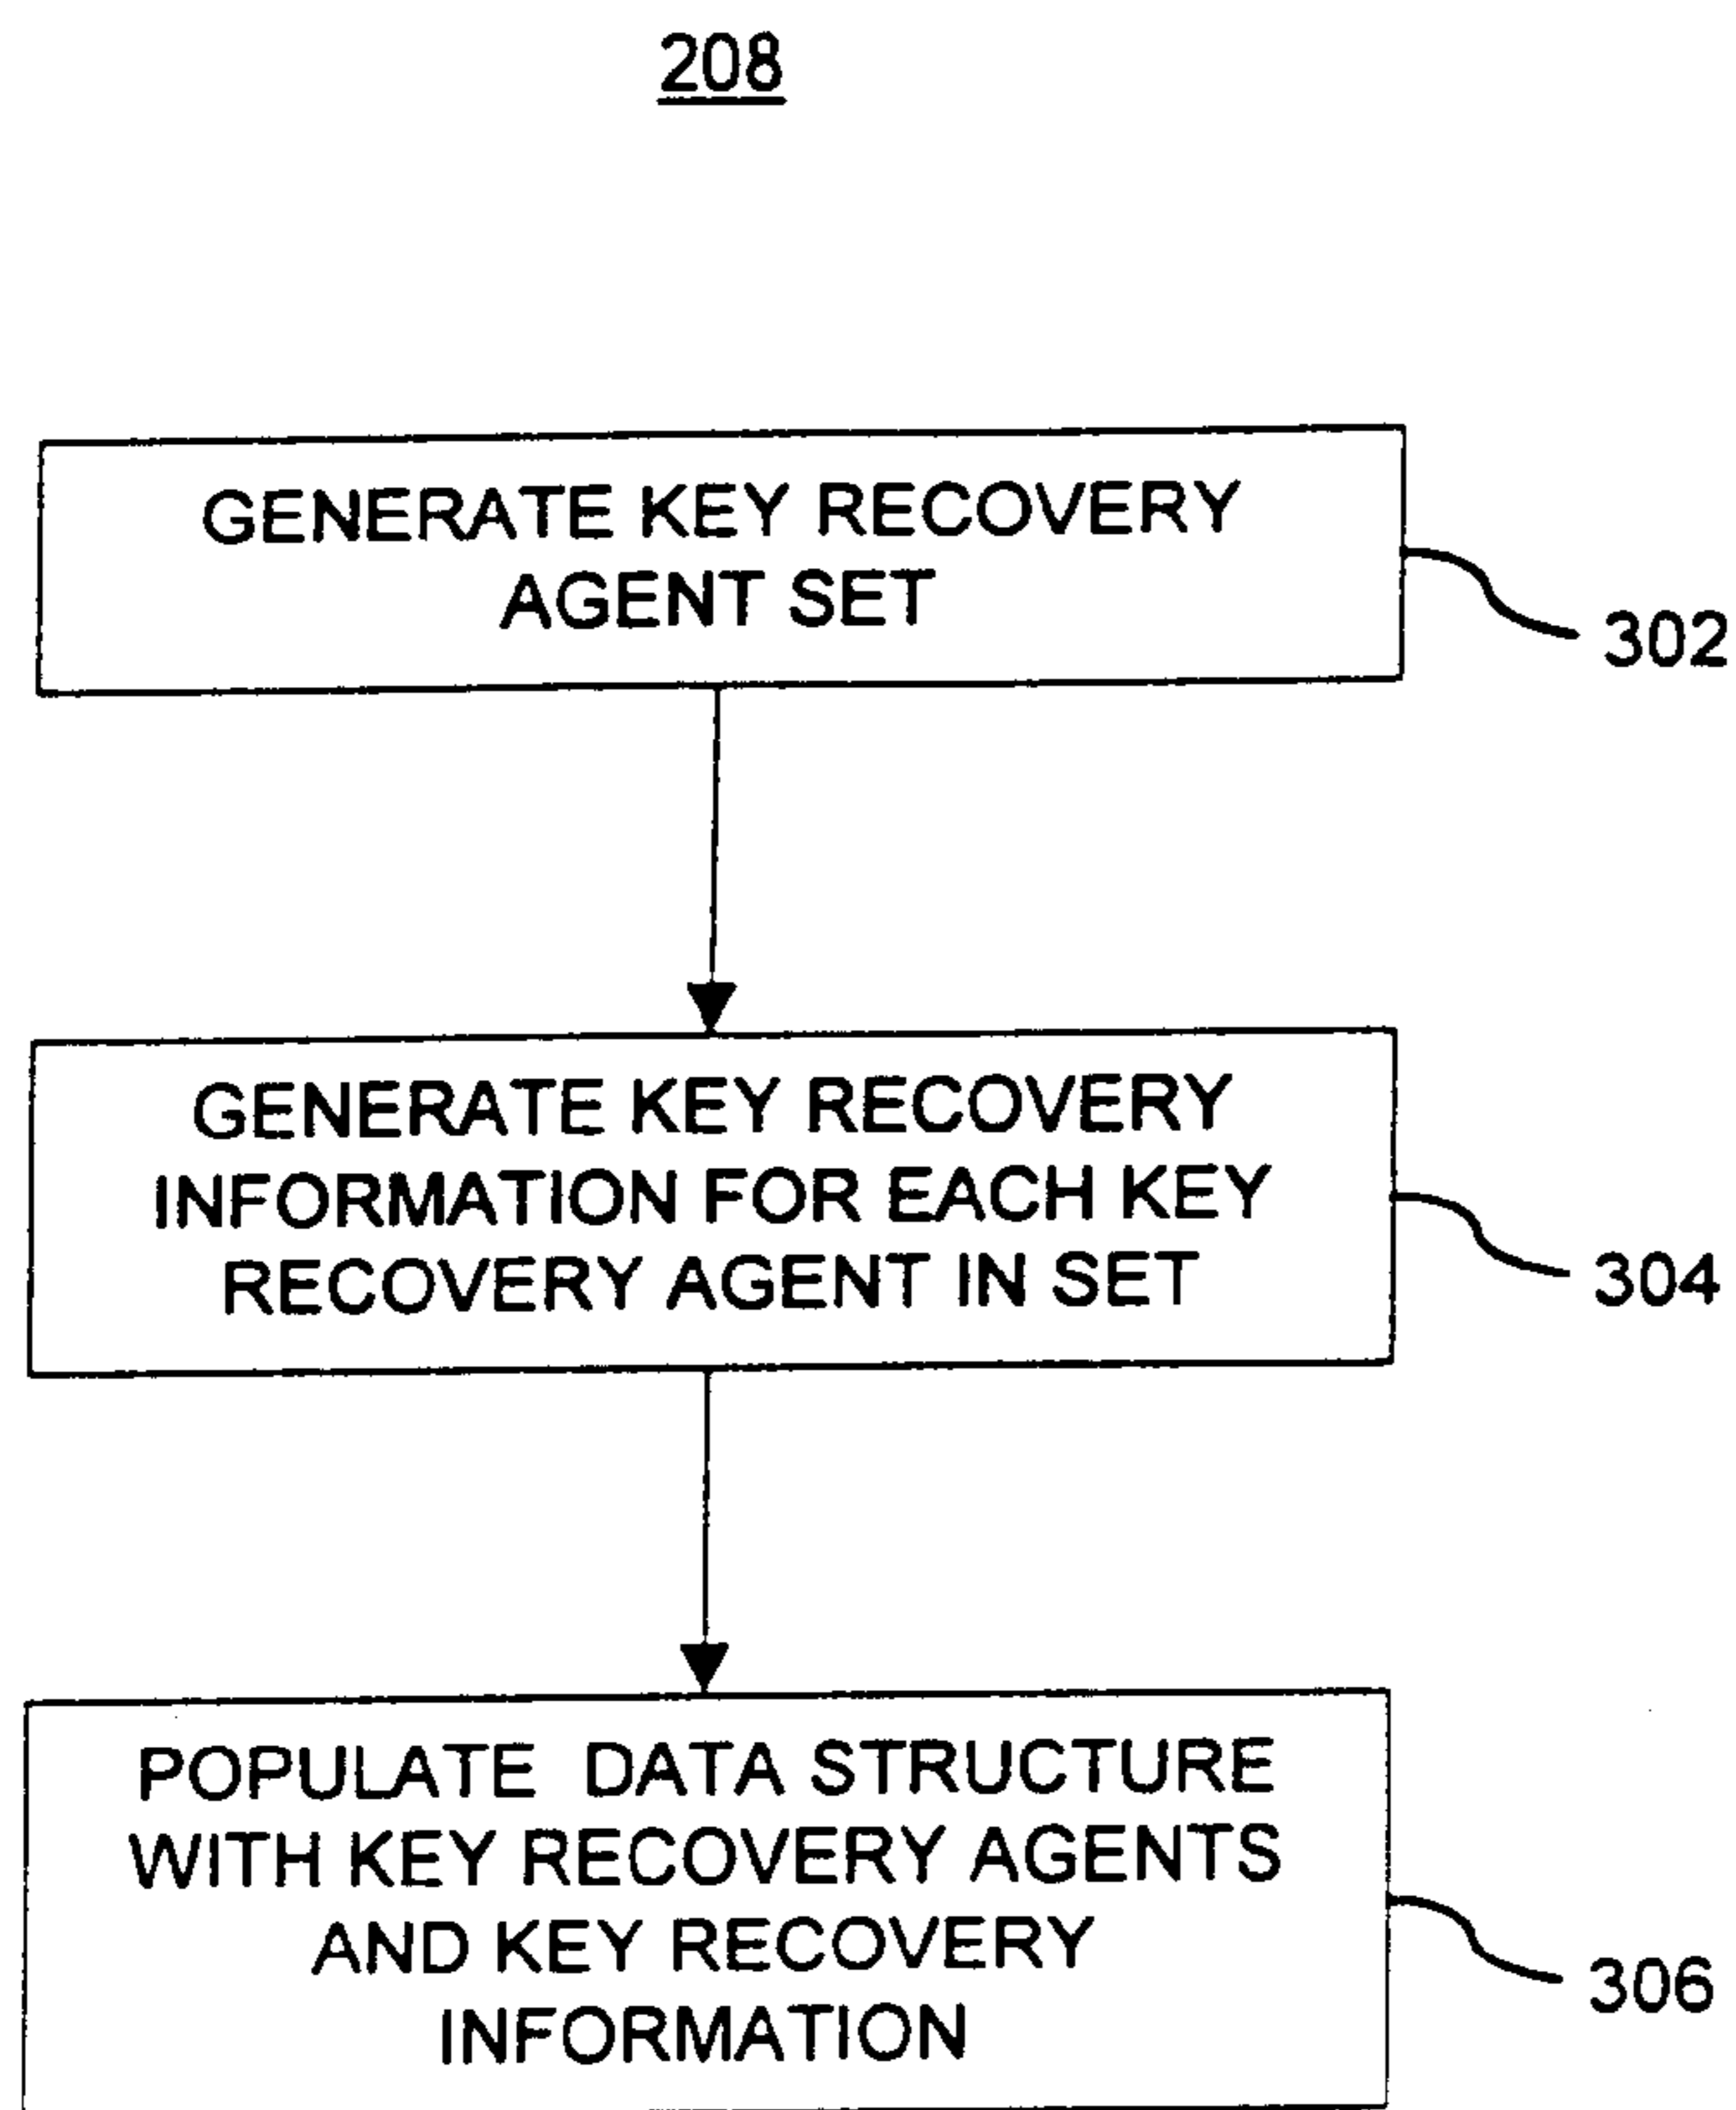 208
GENERATE KEY RECOVERY
AGENT SET
302
GENERATE KEY RECOVERY
INFORMATION FOR EACH KEY
RECOVERY AGENT IN SET
304
POPULATE DATA STRUCTURE
WITH KEY RECOVERY AGENTS
AND KEY RECOVERY
INFORMATION
306